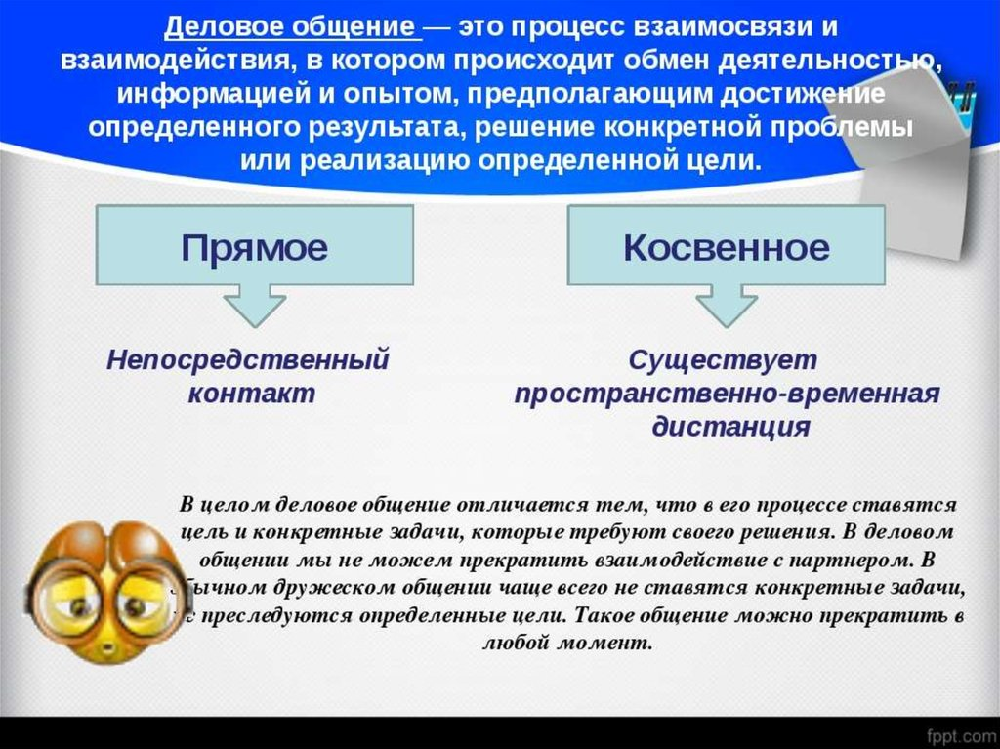 Деловое общение — это процесс взаимосвязи и
взаимодействия, в котором происходит обмен деятельностью,
информацией и опытом, предполагающим достижение
определенного результата, решение конкретной проблемы
или реализацию определенной цели.
Прямое
Косвенное
Непосредственный
контакт
Существует
пространственно-временная
дистанция
В целом деловое общение отличается тем, что в его процессе ставятся
цель и конкретные задачи, которые требуют своего решения. В деловом
общении мы не можем прекратить взаимодействие с партнером. В
обычном дружеском общении чаще всего не ставятся конкретные задачи,
не преследуются определенные цели. Такое общение можно прекратить в
любой момент.
fppt.com